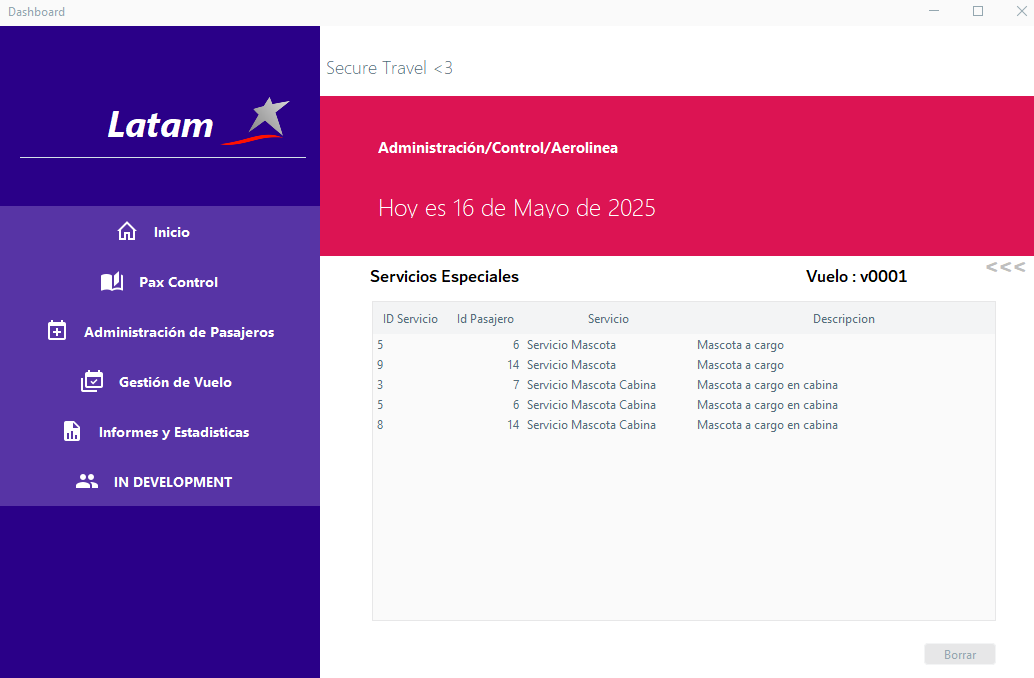 Dashboard
Secure Travel <3
Latam
Administración/Control/Aerolinea
Hoy es 16 de Mayo de 2025
Inicio
Pax Control
Administración de Pasajeros
Gestión de Vuelo
Informes y Estadisticas
IN DEVELOPMENT
<<<
Servicios Especiales Vuelo : v0001
ID Servicio Id Pasajero Servicio Descripcion
5 6 Servicio Mascota Mascota a cargo
9 14 Servicio Mascota Mascota a cargo
3 7 Servicio Mascota Cabina Mascota a cargo en cabina
5 6 Servicio Mascota Cabina Mascota a cargo en cabina
8 14 Servicio Mascota Cabina Mascota a cargo en cabina
Borrar